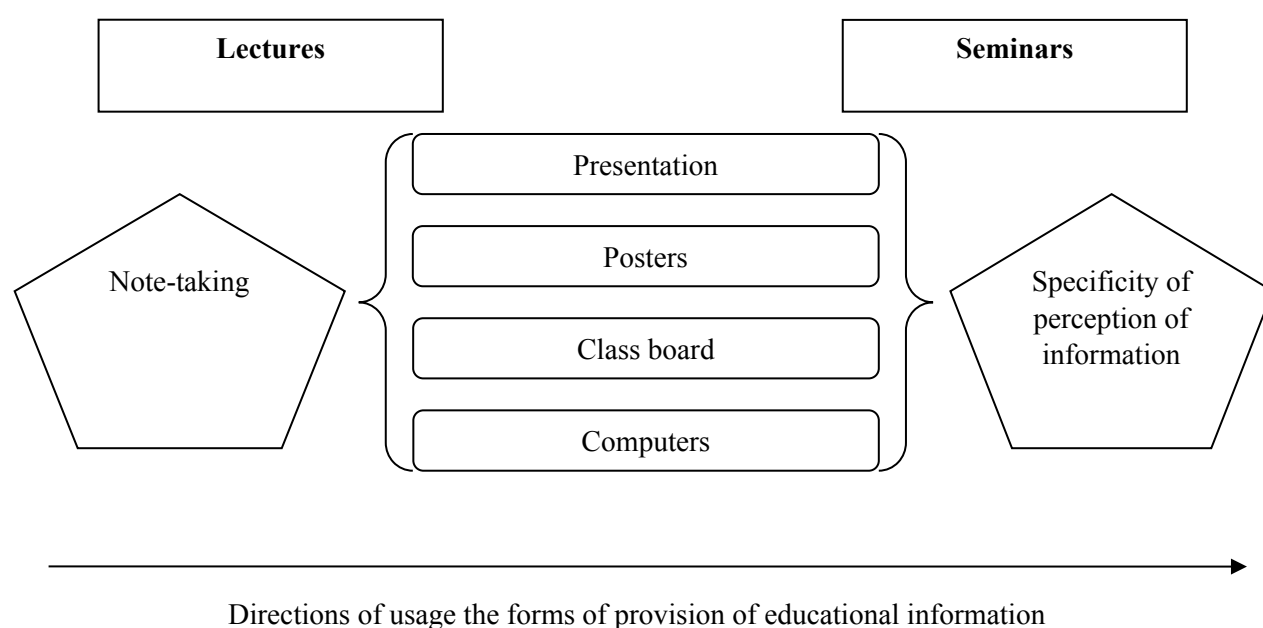 Lectures
Seminars
Presentation
Posters
Class board
Computers
Note-taking
Specificity of
perception of
information
Directions of usage the forms of provision of educational information